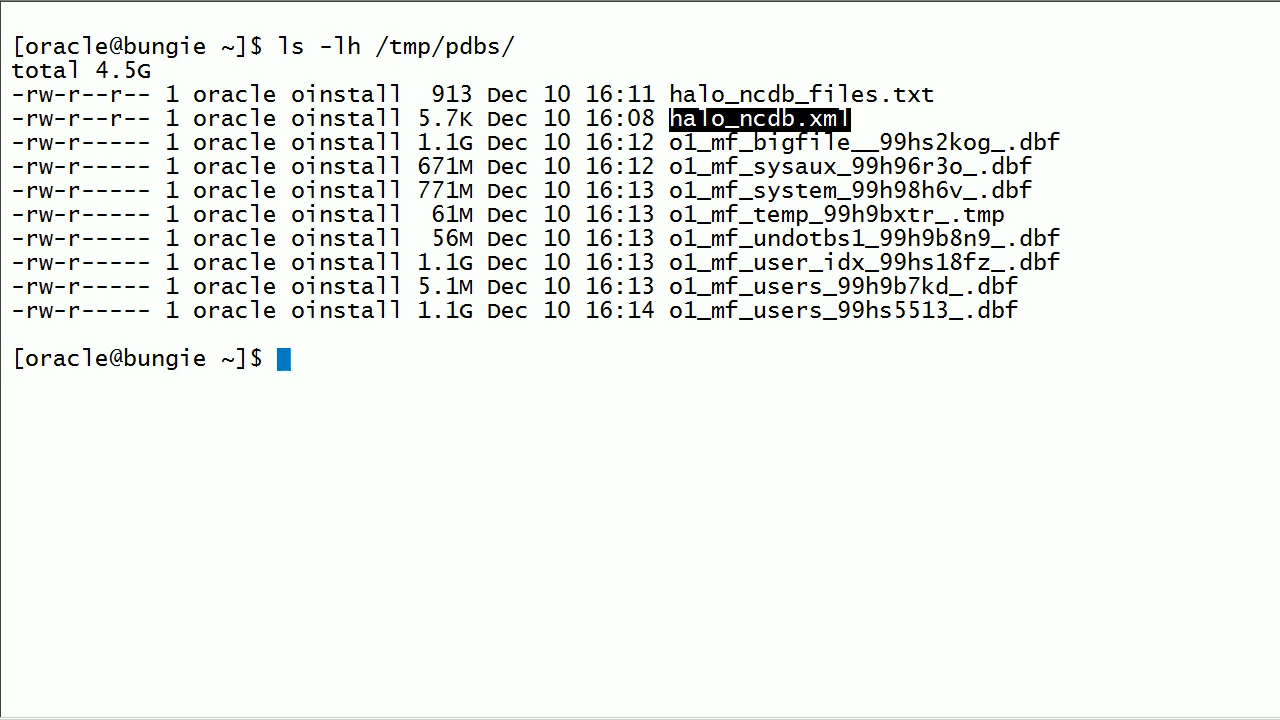 [oracle@bungie ~]$ ls -lh /tmp/pdbs/
total 4.5G
-rw-r--r-- 1 oracle oinstall  913 Dec 10 16:11 halo_ncdb_files.txt
-rw-r--r-- 1 oracle oinstall 5.7K Dec 10 16:08 halo_ncdb.xml
-rw-r----- 1 oracle oinstall 1.1G Dec 10 16:12 o1_mf_bigfile__99hs2kog_.dbf
-rw-r----- 1 oracle oinstall 671M Dec 10 16:12 o1_mf_sysaux_99h96r3o_.dbf
-rw-r----- 1 oracle oinstall 771M Dec 10 16:13 o1_mf_system_99h98h6v_.dbf
-rw-r----- 1 oracle oinstall  61M Dec 10 16:13 o1_mf_temp_99h9bxtr_.tmp
-rw-r----- 1 oracle oinstall  56M Dec 10 16:13 o1_mf_undotbs1_99h9b8n9_.dbf
-rw-r----- 1 oracle oinstall 1.1G Dec 10 16:13 o1_mf_user_idx_99hs18fz_.dbf
-rw-r----- 1 oracle oinstall 5.1M Dec 10 16:13 o1_mf_users_99h9b7kd_.dbf
-rw-r----- 1 oracle oinstall 1.1G Dec 10 16:14 o1_mf_users_99hs5513_.dbf
[oracle@bungie ~]$